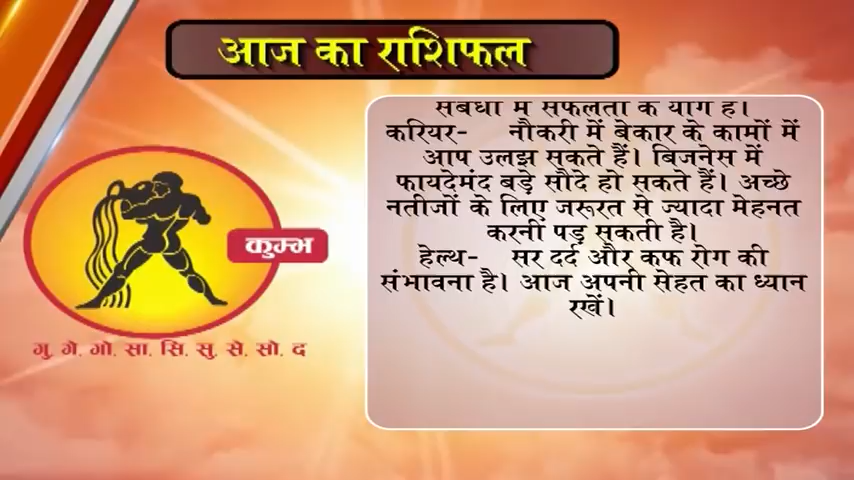 आज का राशिफल
सफलता के योग है।
करियर- नौकरी में बेकार के कामों में
आप उलझ सकते हैं। बिजनेस में
फायदेमंद बड़े सौदे हो सकते हैं। अच्छे
नतीजों के लिए जरूरत से ज्यादा मेहनत
करनी पड़ सकती है।
हेल्थ- सर दर्द और कफ रोग की
संभावना है। आज अपनी सेहत का ध्यान
रखें।
कुम्भ
गु. गे. गो. सा. सि. सु. से. सो. द